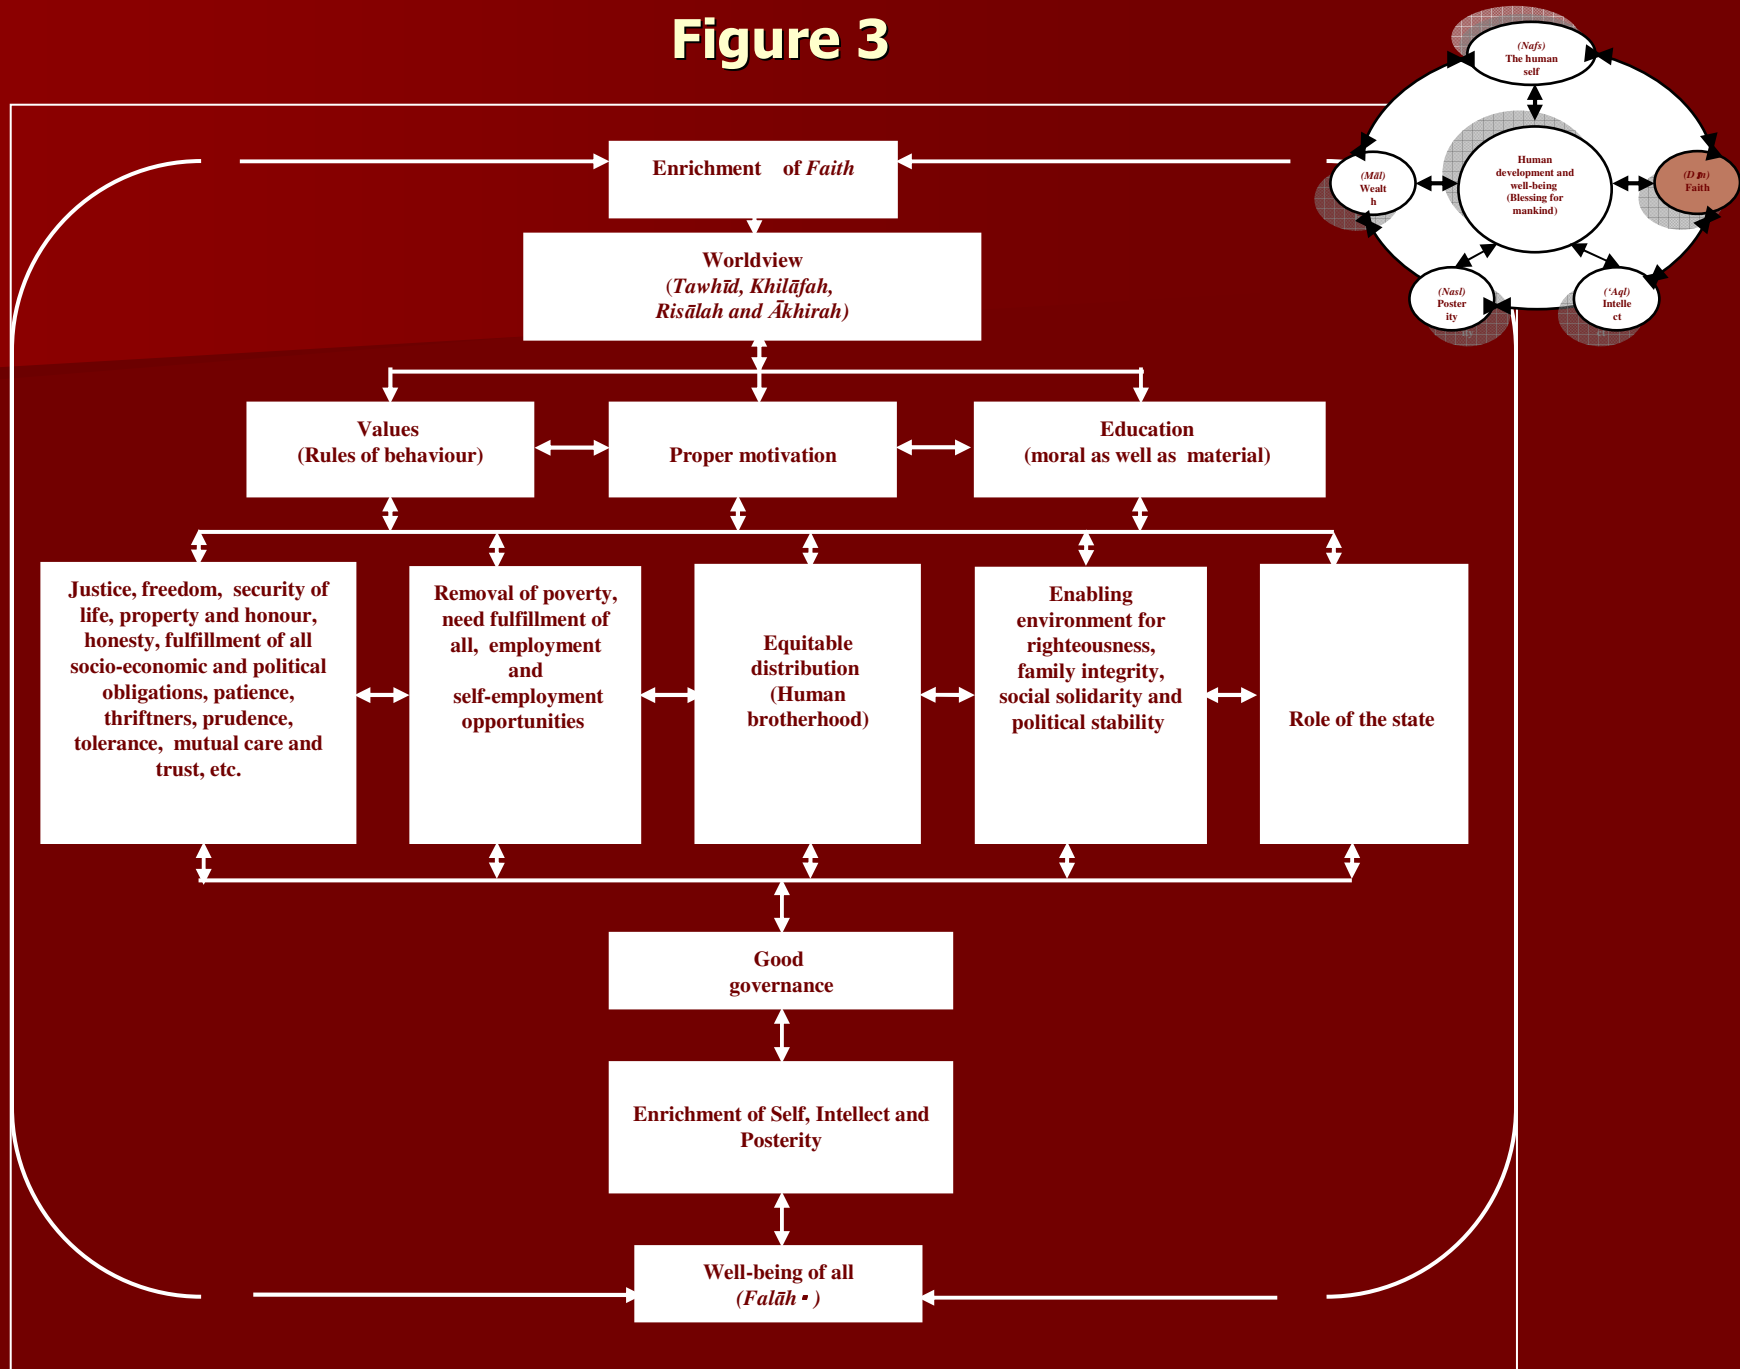 Figure 3
(Nafs)
The human
self
Human
development and
well-being
(Blessing for
mankind)
(Māl)
Wealt
h
Faith
(Nasl)
Poster
ity
(‘Aql)
Intelle
ct
Enrichment of Faith
Worldview
(Tawhīd, Khilāfah,
Risālah and Ākhirah)
Values
(Rules of behaviour)
Proper motivation
Education
(moral as well as material)
Justice, freedom, security of
life, property and honour,
honesty, fulfillment of all
socio-economic and political
obligations, patience,
thriftners, prudence,
tolerance, mutual care and
trust, etc.
Removal of poverty,
need fulfillment of
all, employment
and
self-employment
opportunities
Equitable
distribution
(Human
brotherhood)
Enabling
environment for
righteousness,
family integrity,
social solidarity and
political stability
Role of the state
Good
governance
Enrichment of Self, Intellect and
Posterity
Well-being of all
(Falāh▪ )